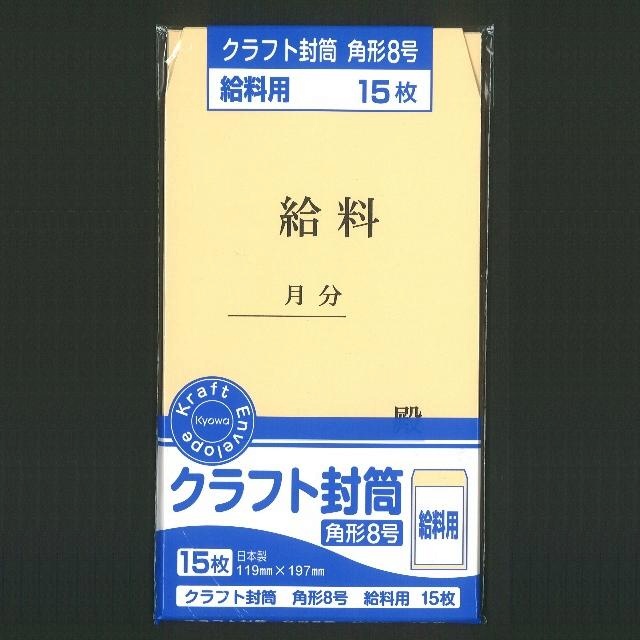 クラフト封筒 角形8号
給料用 15枚
給料
月分
殿
Kraft Envelope
Kyowa
クラフト封筒
角形8号
給料用
15枚
日本製
119mm×197mm
クラフト封筒 角形8号 給料用 15枚